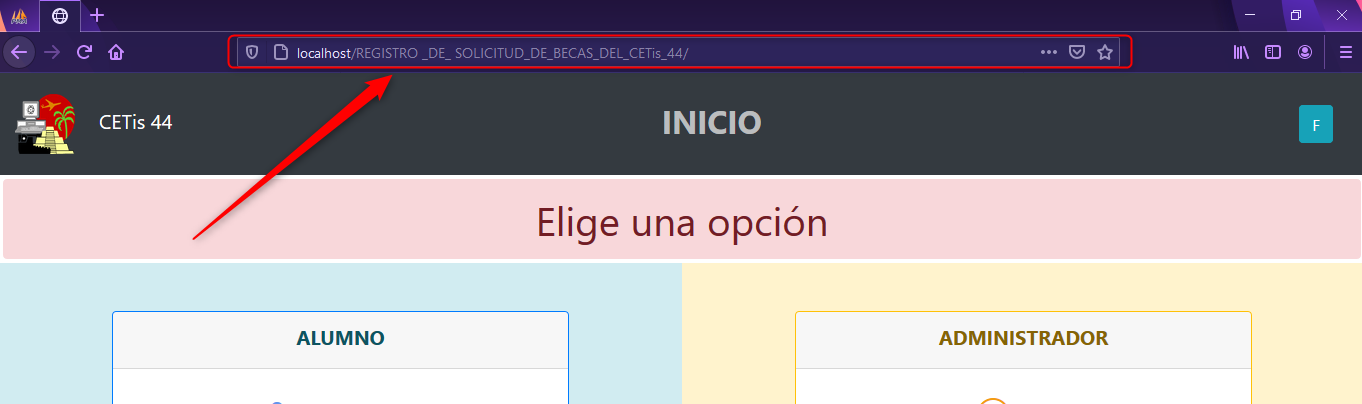 localhost/REGISTRO _DE_ SOLICITUD_DE_BECAS_DEL_CETis_44/
CETis 44
INICIO
F
Elige una opción
ALUMNO
ADMINISTRADOR